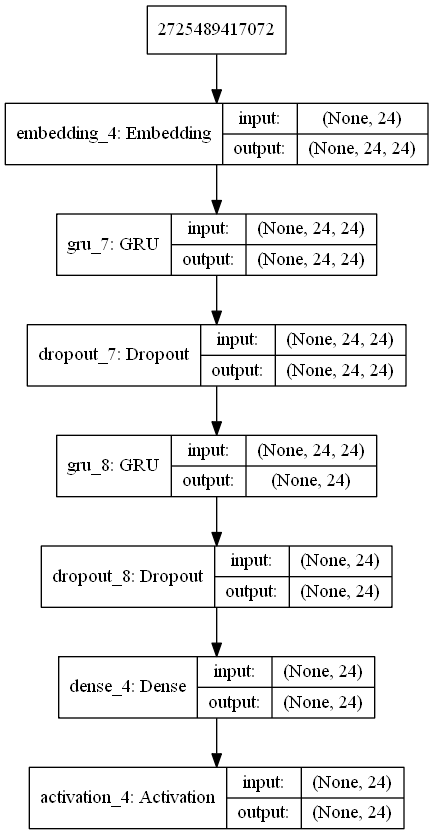 2725489417072
embedding_4: Embedding
input: (None, 24)
output: (None, 24, 24)
gru_7: GRU
input: (None, 24, 24)
output: (None, 24, 24)
dropout_7: Dropout
input: (None, 24, 24)
output: (None, 24, 24)
gru_8: GRU
input: (None, 24, 24)
output: (None, 24)
dropout_8: Dropout
input: (None, 24)
output: (None, 24)
dense_4: Dense
input: (None, 24)
output: (None, 24)
activation_4: Activation
input: (None, 24)
output: (None, 24)